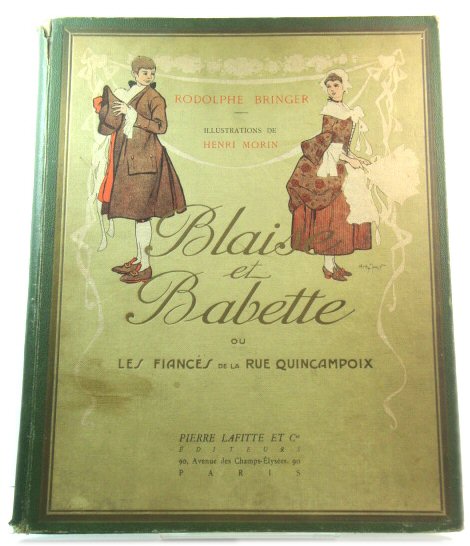 RODOLPHE BRINGER
ILLUSTRATIONS DE
HENRI MORIN
Blaise
et
Babette
OU
LES FIANCÉS DE LA RUE QUINCAMPOIX
PIERRE LAFITTE ET Cie
ÉDITEURS
90, Avenue des Champs-Élysées, 90
PARIS